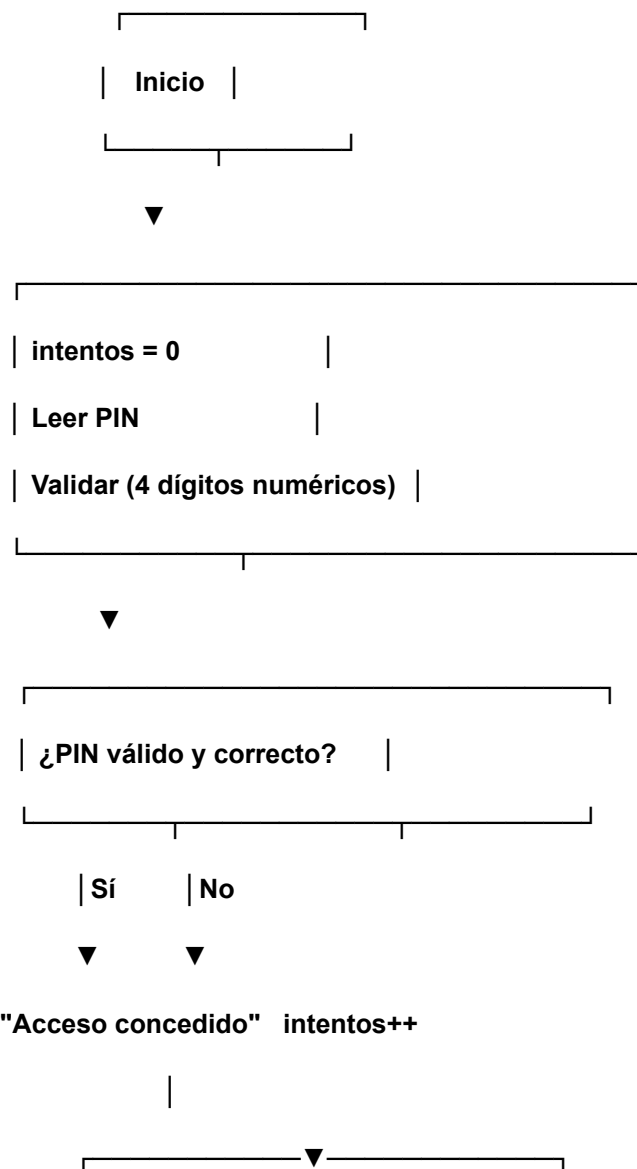 Inicio
intentos = 0
Leer PIN
Validar (4 dígitos numéricos)
¿PIN válido y correcto?
Sí No
"Acceso concedido" intentos++